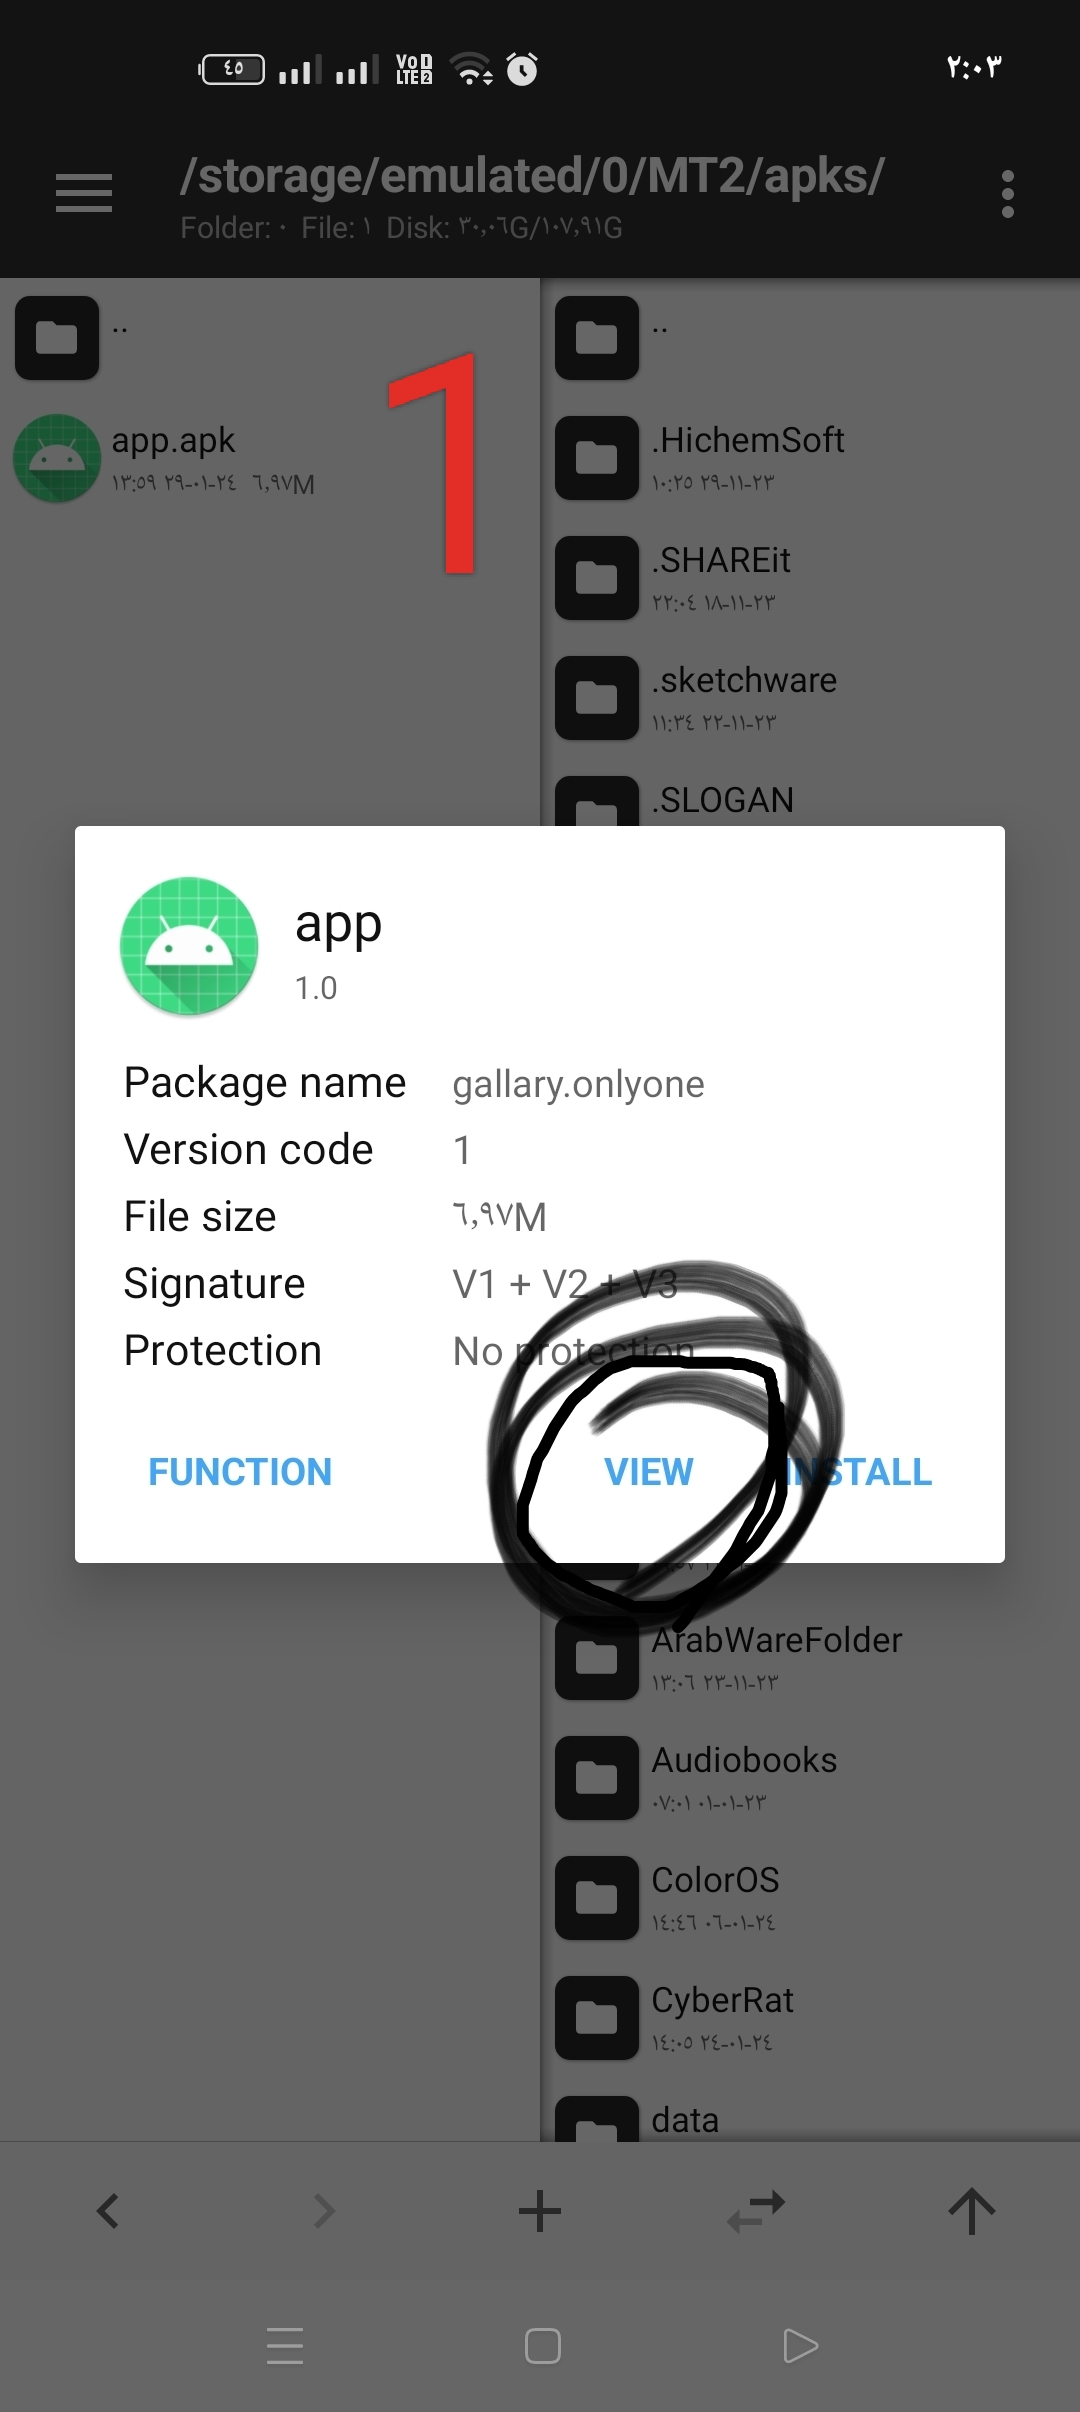 ٤٥ Vo 1 LTE 2 ٢:٠٣
/storage/emulated/0/MT2/apks/
Folder: ٠ File: ١ Disk: ٣٠,٠٦G/١٠٧,٩١G
..
app.apk
١٣:٥٩ ٢٩-٠١-٢٤ ٦,٩٧M
1
..
.HichemSoft
١٠:٢٥ ٢٩-١١-٢٣
.SHAREit
٢٢:٠٤ ١٨-١١-٢٣
.sketchware
١١:٣٤ ٢٢-١١-٢٣
.SLOGAN
app
1.0
Package name gallary.onlyone
Version code 1
File size ٦,٩٧M
Signature V1 + V2 + V3
Protection No protection
FUNCTION VIEW INSTALL
ArabWareFolder
١٣:٠٦ ٢٣-١١-٢٣
Audiobooks
٠٧:٠١ ٠١-٠١-٢٣
ColorOS
١٤:٤٦ ٠٦-٠١-٢٤
CyberRat
١٤:٠٥ ٢٤-٠١-٢٤
data